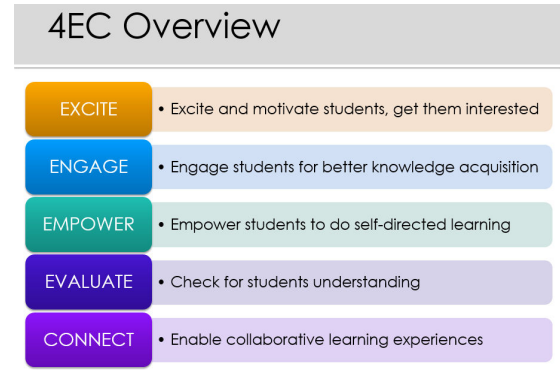 4EC Overview
EXCITE • Excite and motivate students, get them interested
ENGAGE • Engage students for better knowledge acquisition
EMPOWER • Empower students to do self-directed learning
EVALUATE • Check for students understanding
CONNECT • Enable collaborative learning experiences